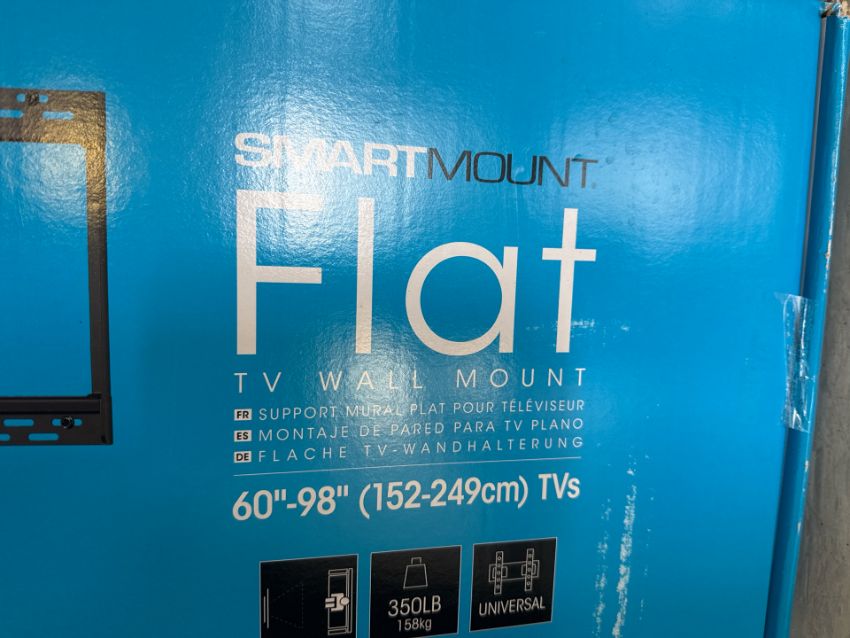 SMARTMOUNT
Flat
TV WALL MOUNT
FR SUPPORT MURAL PLAT POUR TÉLÉVISEUR
ES MONTAJE DE PARED PARA TV PLANO
DE FLACHE TV-WANDHALTERUNG
60"-98" (152-249cm) TVs
350LB
158kg
UNIVERSAL